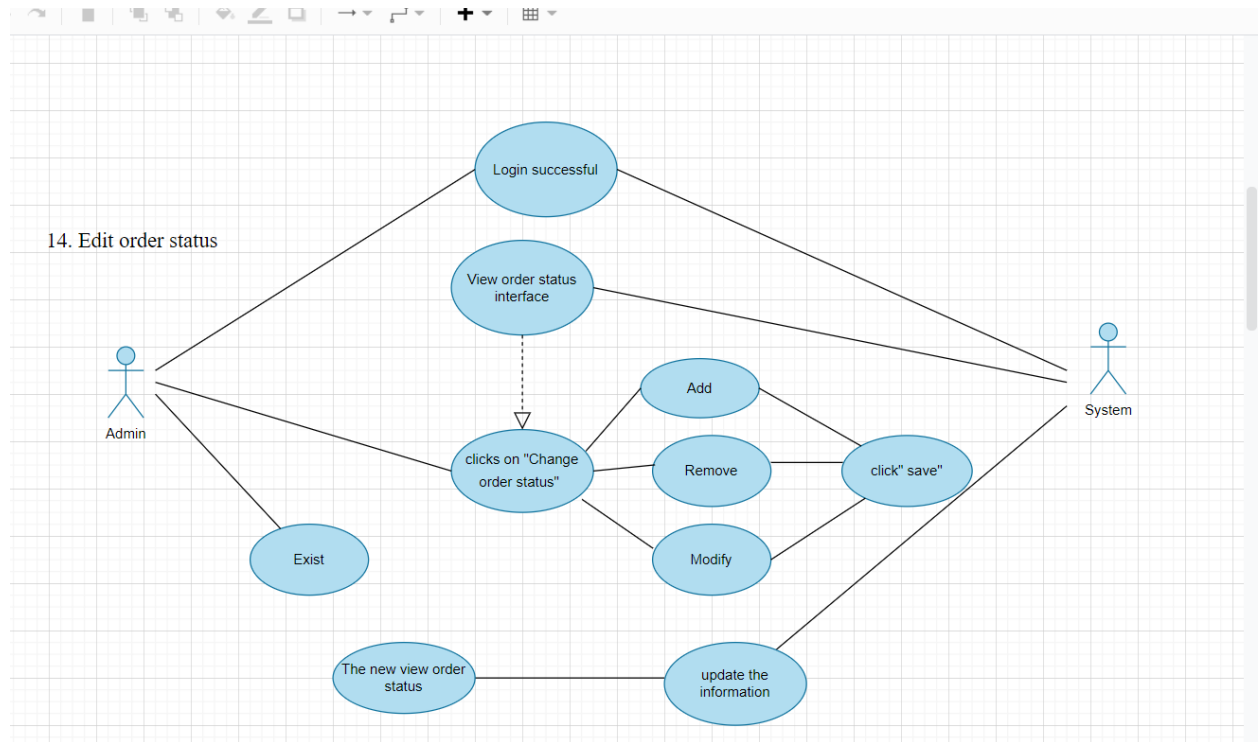 Login successful
14. Edit order status
View order status
interface
Add
Admin
System
clicks on "Change
order status"
Remove
click" save"
Exist
Modify
The new view order
status
update the
information